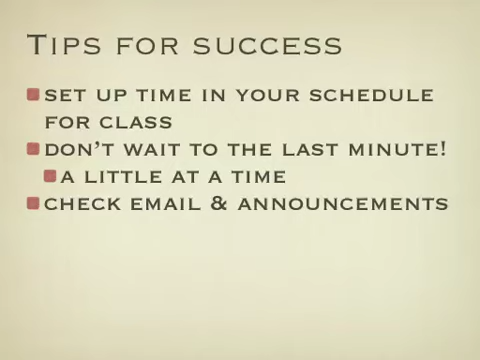 Tips for success
set up time in your schedule
for class
don't wait to the last minute!
a little at a time
check email & announcements